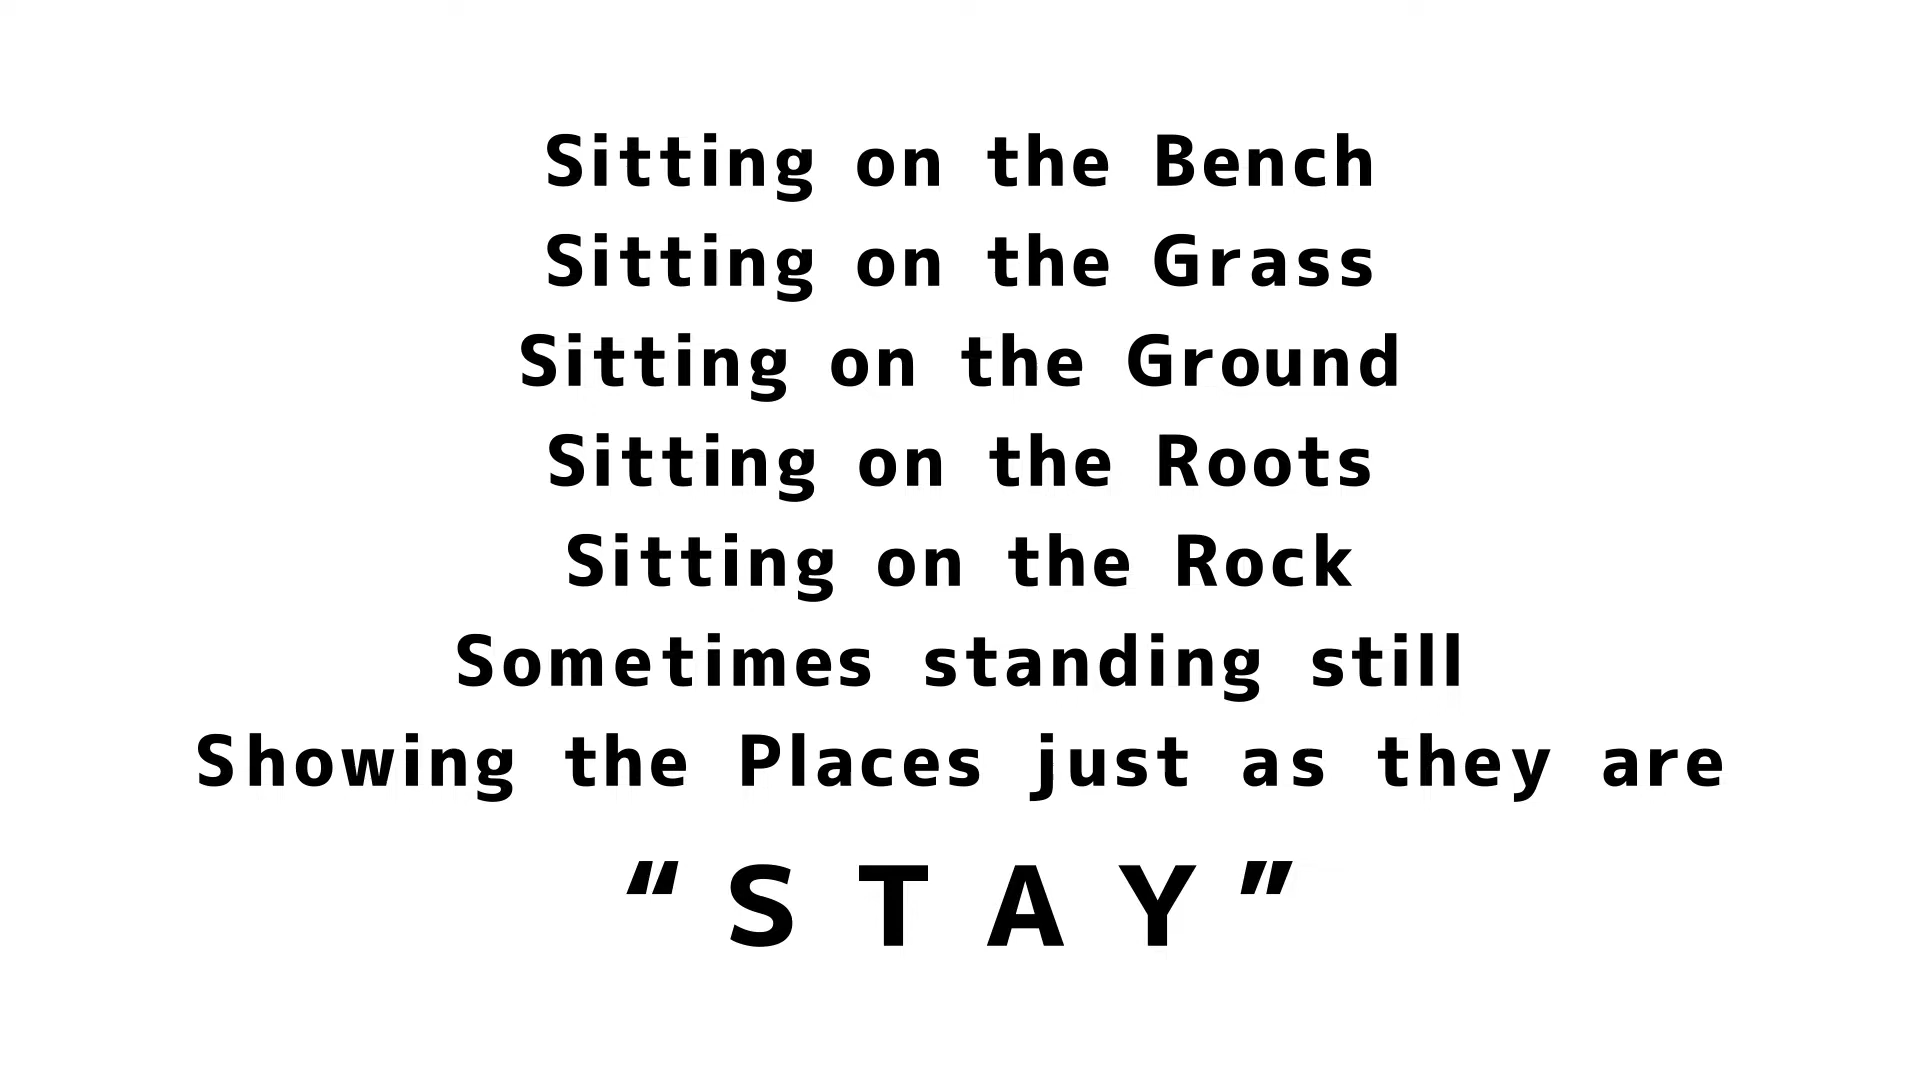 Sitting on the Bench
Sitting on the Grass
Sitting on the Ground
Sitting on the Roots
Sitting on the Rock
Sometimes standing still
Showing the Places just as they are
“STAY”